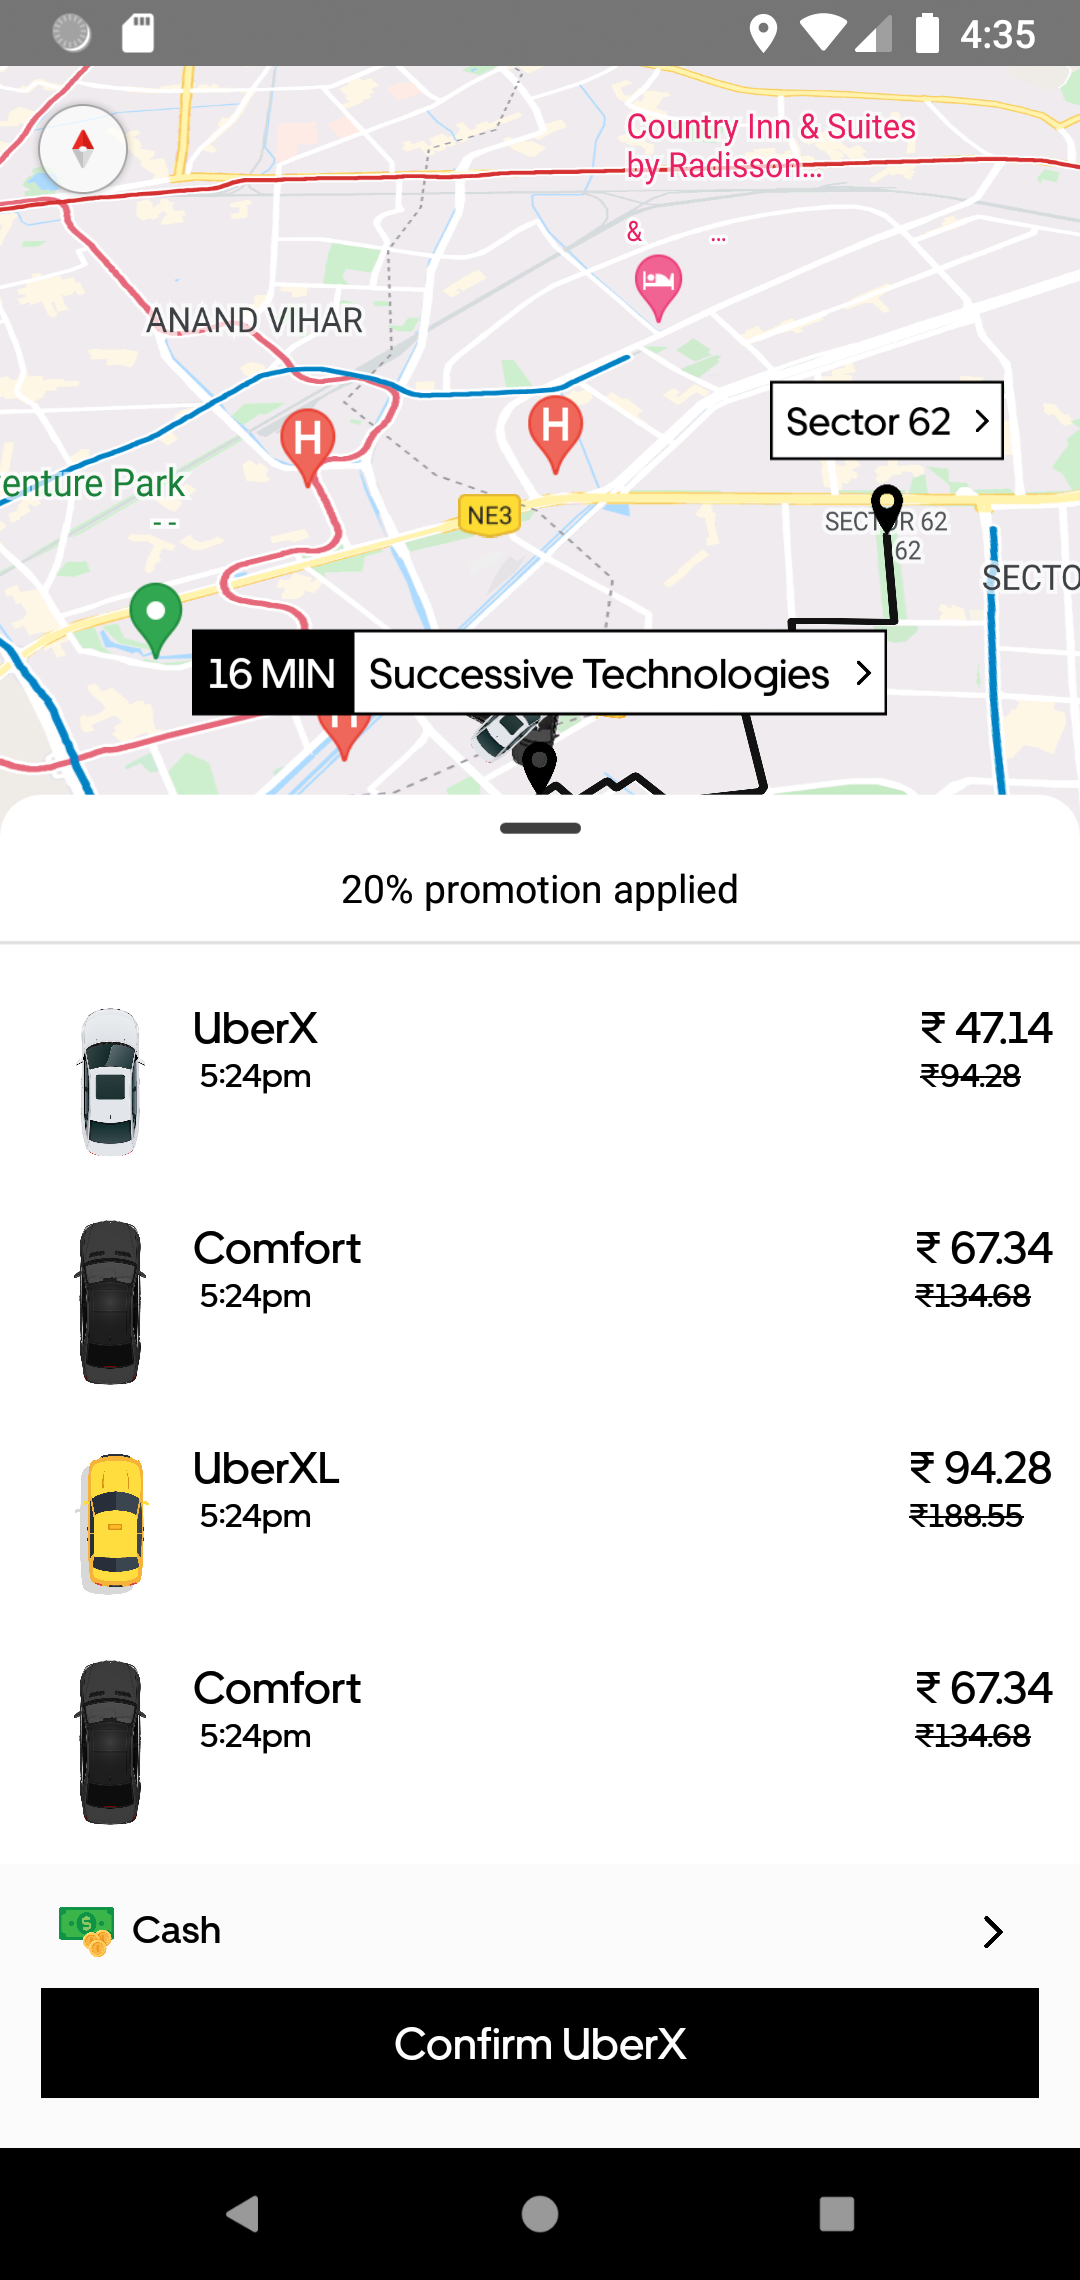 4:35
Country Inn & Suites
by Radisson...
& ...
ANAND VIHAR
Sector 62
H
H
enture Park
NE3
SECTOR 62
62
SECTO
16 MIN Successive Technologies
H
20% promotion applied
UberX ₹ 47.14
5:24pm ₹94.28
Comfort ₹ 67.34
5:24pm ₹134.68
UberXL ₹ 94.28
5:24pm ₹188.55
Comfort ₹ 67.34
5:24pm ₹134.68
$ Cash
Confirm UberX